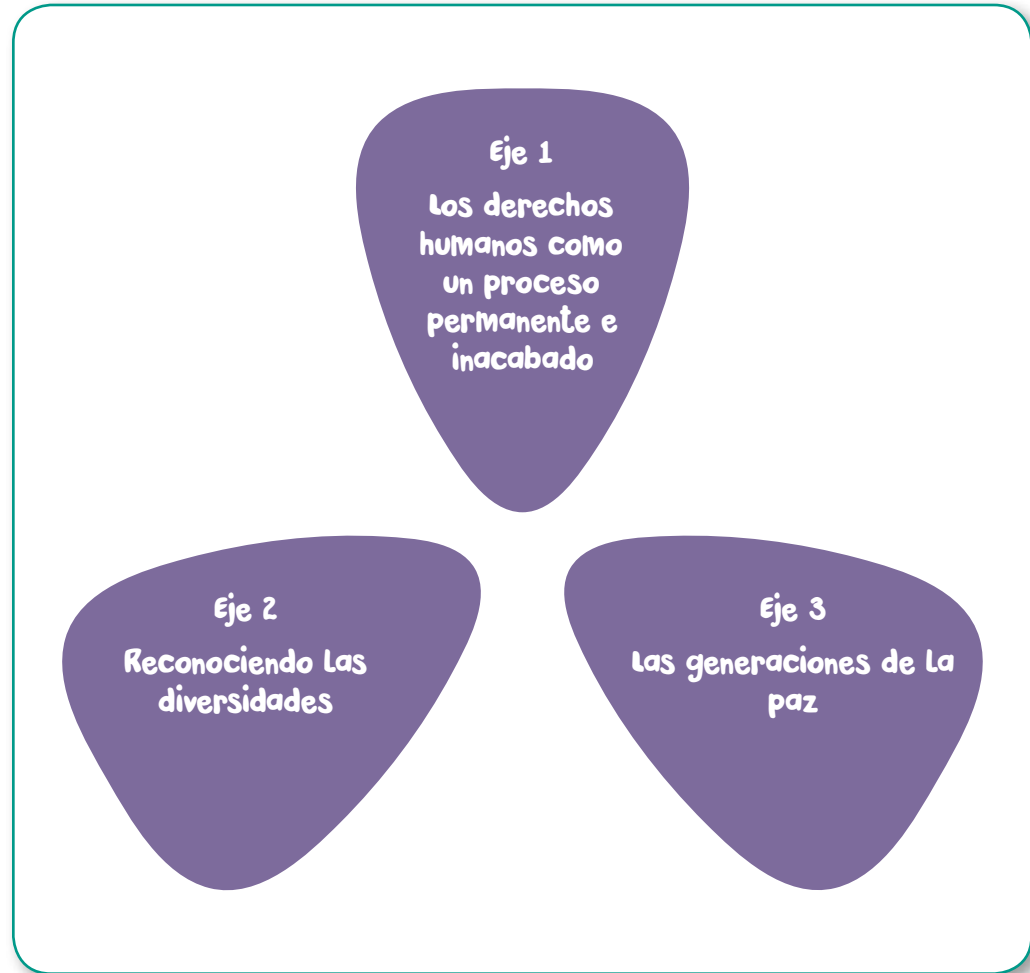 Eje 1
Los derechos
humanos como
un proceso
permanente e
inacabado
Eje 2
Reconociendo las
diversidades
Eje 3
Las generaciones de la
paz